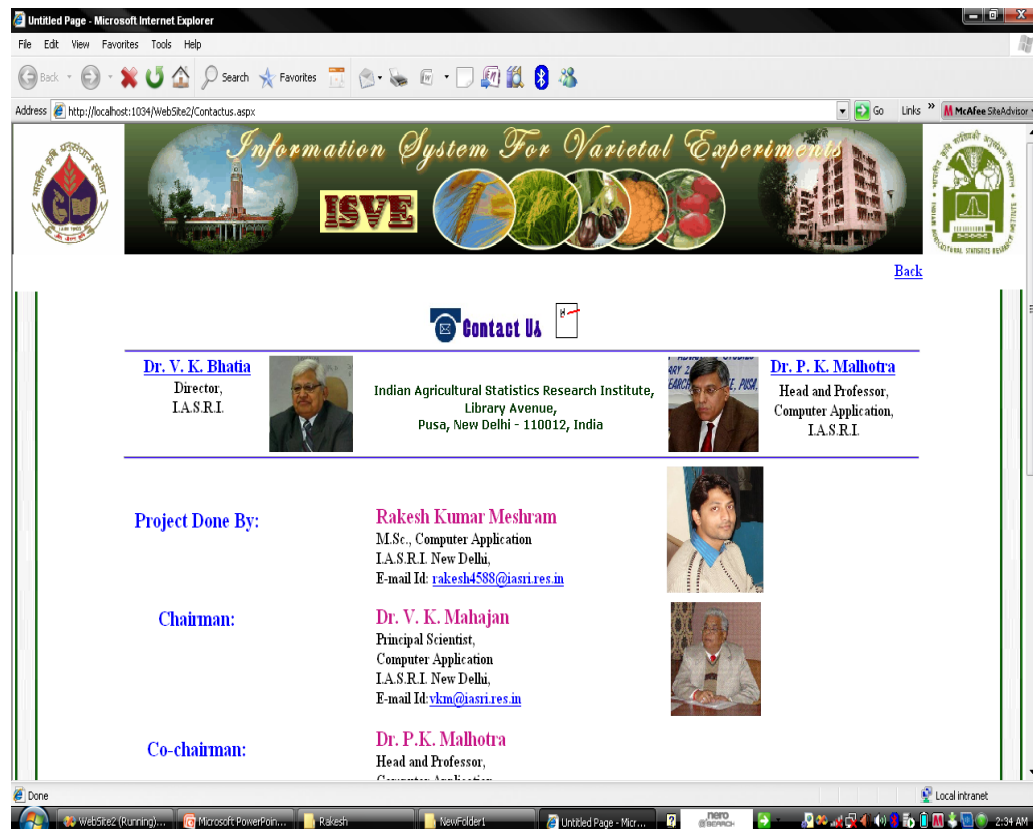 Untitled Page - Microsoft Internet Explorer
File Edit View Favorites Tools Help
Back Search Favorites
Address http://localhost:1034/WebSite2/Contactus.aspx Go Links » McAfee SiteAdvisor
Information System For Varietal Experiments
ISVE
Back
Contact Us
Dr. V. K. Bhatia
Director,
I.A.S.R.I.
Indian Agricultural Statistics Research Institute,
Library Avenue,
Pusa, New Delhi - 110012, India
Dr. P. K. Malhotra
Head and Professor,
Computer Application,
I.A.S.R.I.
Project Done By:
Rakesh Kumar Meshram
M.Sc., Computer Application
I.A.S.R.I. New Delhi,
E-mail Id: rakesh4588@iasri.res.in
Chairman:
Dr. V. K. Mahajan
Principal Scientist,
Computer Application
I.A.S.R.I. New Delhi,
E-mail Id:vkm@iasri.res.in
Co-chairman:
Dr. P.K. Malhotra
Head and Professor,
Computer Application
Done Local intranet
WebSite2 (Running)... Microsoft PowerPoin... Rakesh NewFolder1 Untitled Page - Micr... nero SEARCH 2:34 AM